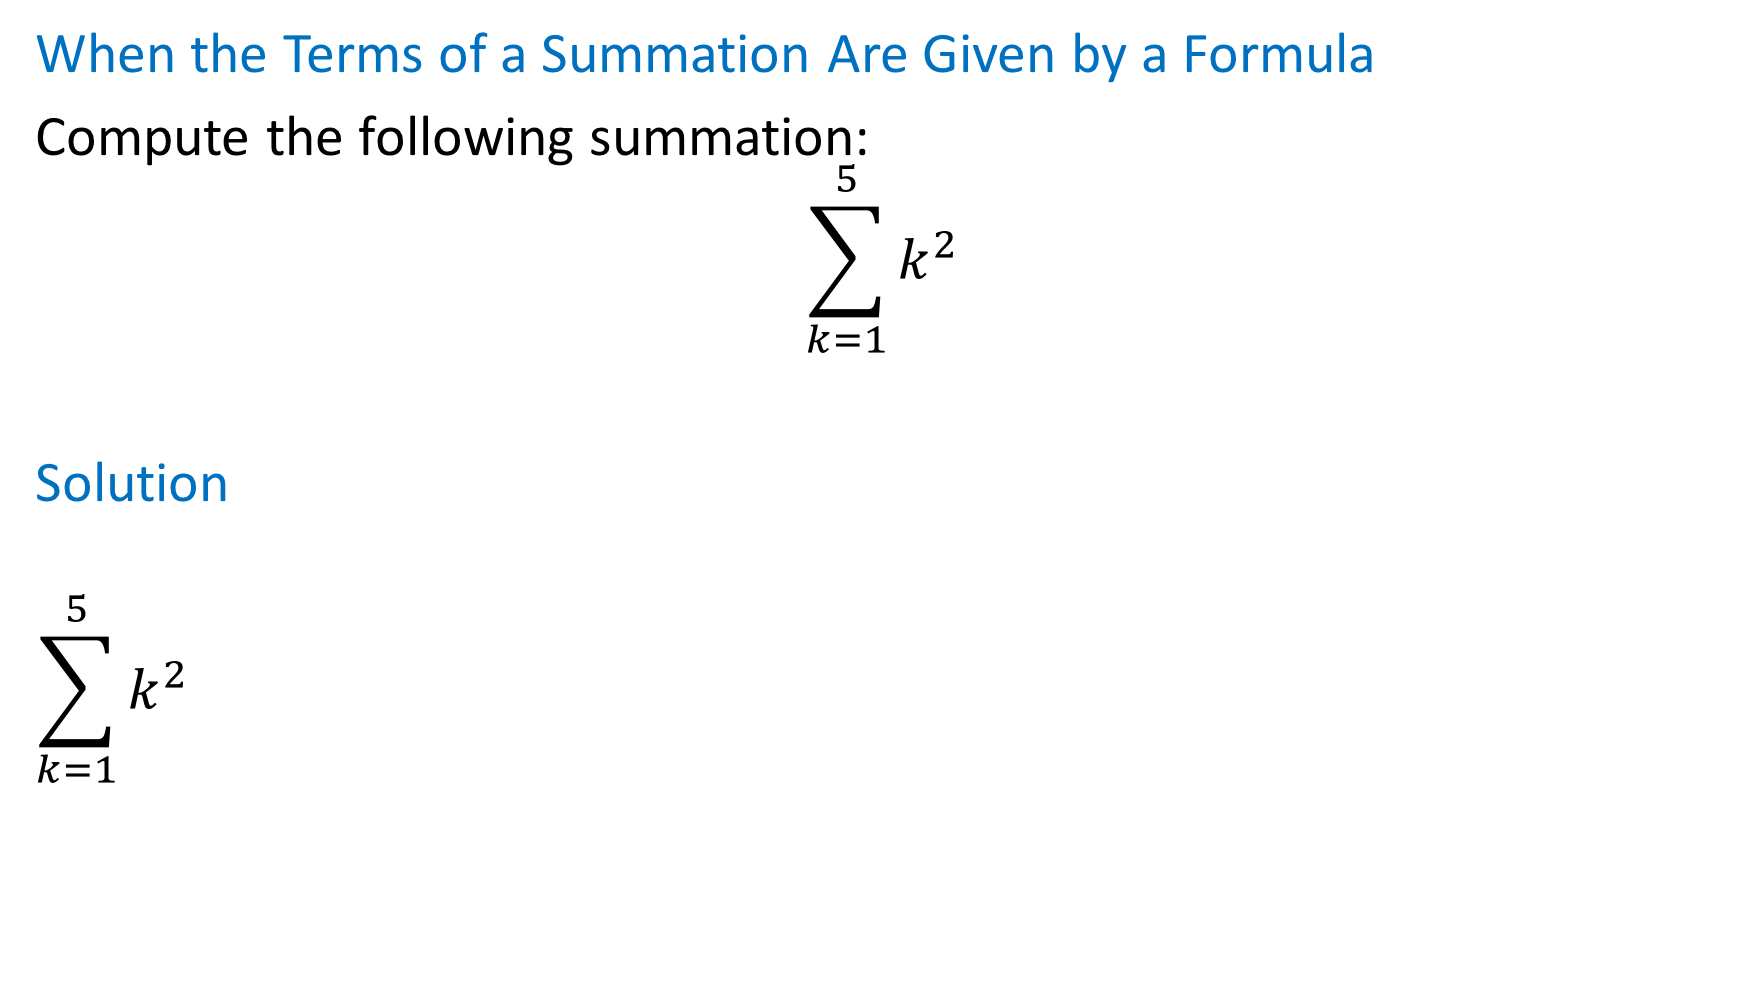 When the Terms of a Summation Are Given by a Formula
Compute the following summation:
5
∑ k²
k=1
Solution
5
∑ k²
k=1